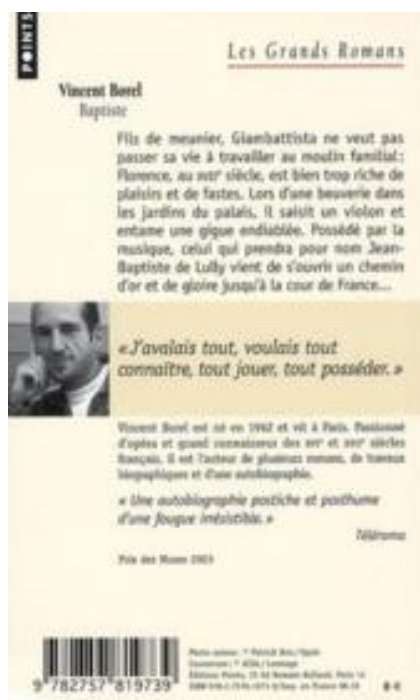 POINTS
Les Grands Romans
Vincent Borel
Baptiste
Fils de meunier, Giambattista ne veut pas
passer sa vie à travailler au moulin familial :
Florence, au XVIIe siècle, est bien trop riche de
plaisirs et de fastes. Lors d'une beuverie dans
les jardins du palais, il saisit un violon et
entame une gigue endiablée. Possédé par la
musique, celui qui prendra pour nom Jean-
Baptiste de Lully vient de s'ouvrir un chemin
d'or et de gloire jusqu'à la cour de France...
« J'avalais tout, voulais tout
connaître, tout jouer, tout posséder. »
Vincent Borel est né en 1962 et vit à Paris. Passionné
d'opéra et grand connaisseur des XVIe et XVIIe siècles
français, il est l'auteur de plusieurs romans, de travaux
biographiques et d'une autobiographie.
« Une autobiographie postiche et posthume
d'une fougue irrésistible. »
Télérama
Prix des Muses 2003
9 782757 819739